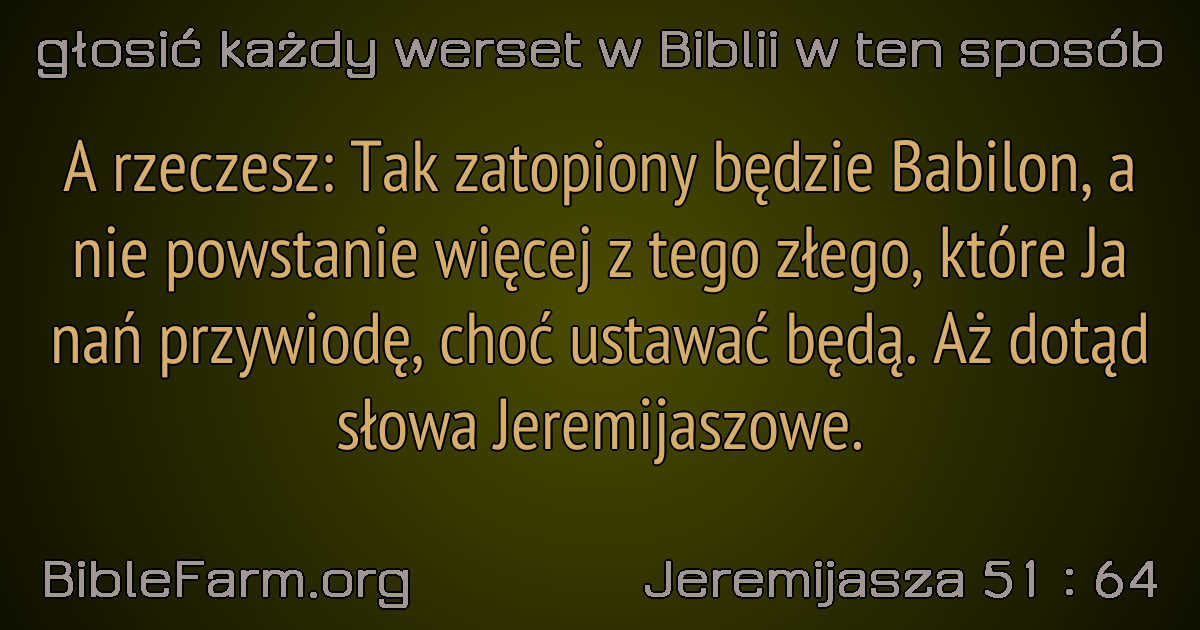 głosić każdy werset w Biblii w ten sposób
A rzeczesz: Tak zatopiony będzie Babilon, a
nie powstanie więcej z tego złego, które Ja
nań przywiodę, choć ustawać będą. Aż dotąd
słowa Jeremijaszowe.
BibleFarm.org
Jeremijasza 51 : 64